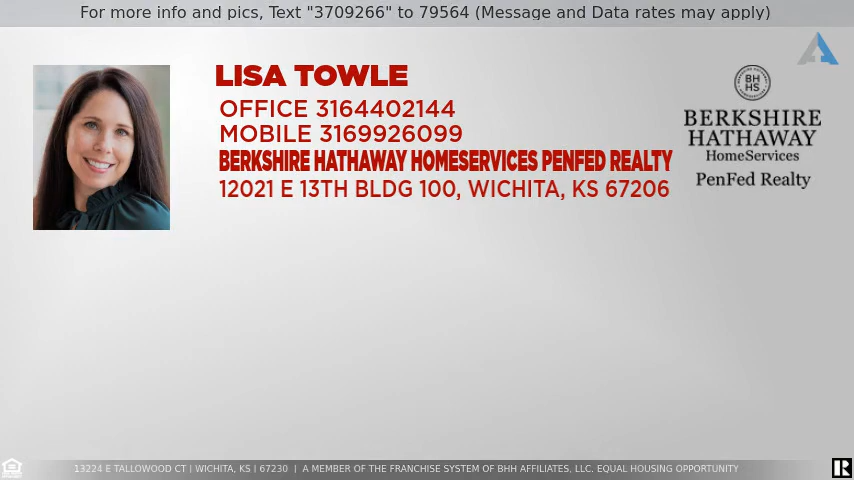 For more info and pics, Text "3709266" to 79564 (Message and Data rates may apply)
LISA TOWLE
OFFICE 3164402144
MOBILE 3169926099
BERKSHIRE HATHAWAY HOMESERVICES PENFED REALTY
12021 E 13TH BLDG 100, WICHITA, KS 67206
BH
HS
BERKSHIRE
HATHAWAY
HomeServices
PenFed Realty
13224 E TALLOWOOD CT | WICHITA, KS | 67230 | A MEMBER OF THE FRANCHISE SYSTEM OF BHH AFFILIATES, LLC. EQUAL HOUSING OPPORTUNITY